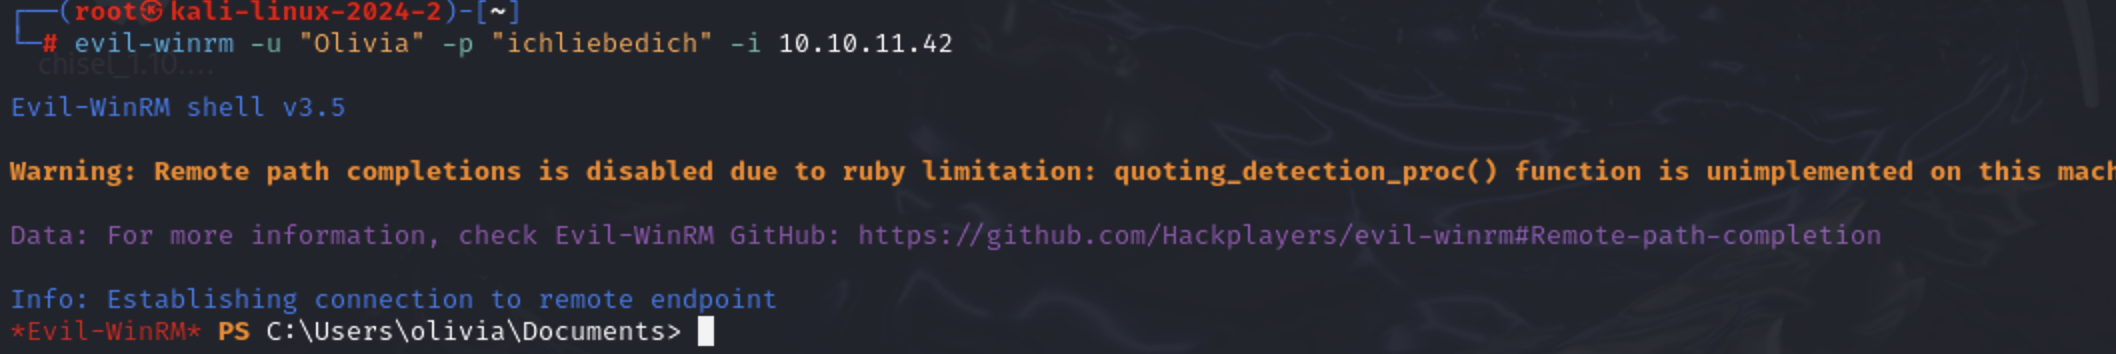 ┌──(root㉿kali-linux-2024-2)-[~]
└─# evil-winrm -u "Olivia" -p "ichliebedich" -i 10.10.11.42
chisel_1.10....
Evil-WinRM shell v3.5
Warning: Remote path completions is disabled due to ruby limitation: quoting_detection_proc() function is unimplemented on this mach
Data: For more information, check Evil-WinRM GitHub: https://github.com/Hackplayers/evil-winrm#Remote-path-completion
Info: Establishing connection to remote endpoint
*Evil-WinRM* PS C:\Users\olivia\Documents>